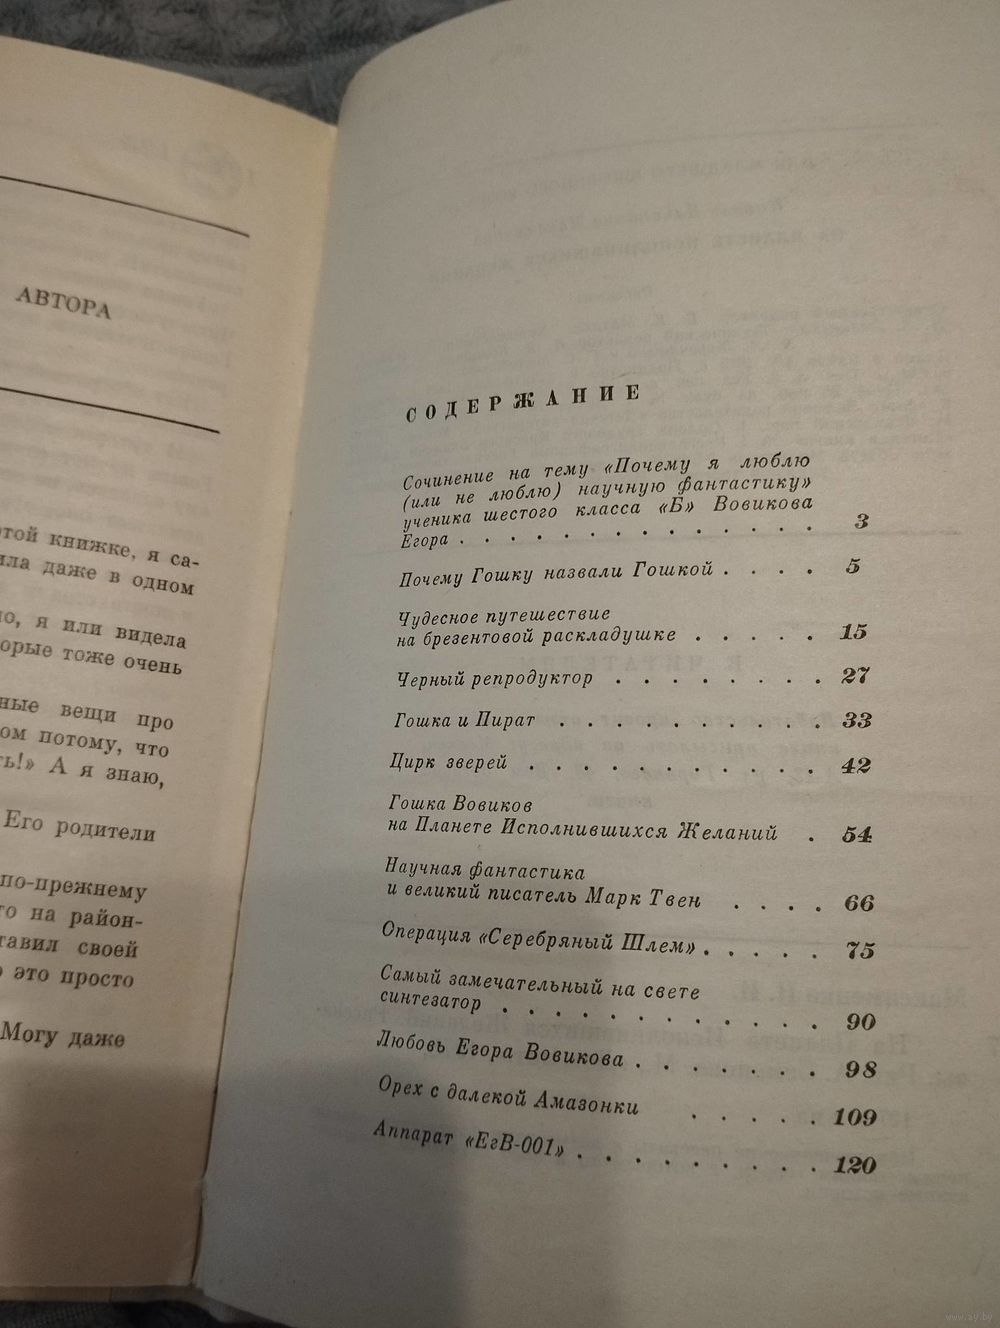 АВТОРА
этой книжке, я са-
даже в одном
я или видела
тоже очень
вещи про
потому, что
А я знаю,
Его родители
по-прежнему
на район-
своей
это просто
Могу даже
СОДЕРЖАНИЕ
Сочинение на тему «Почему я люблю
(или не люблю) научную фантастику»
ученика шестого класса «Б» Вовикова
Егора . . . . . . . . . . . . . 3
Почему Гошку назвали Гошкой . . . . 5
Чудесное путешествие
на брезентовой раскладушке . . . . . 15
Черный репродуктор . . . . . . . . 27
Гошка и Пират . . . . . . . . . . 33
Цирк зверей . . . . . . . . . . . 42
Гошка Вовиков
на Планете Исполнившихся Желаний . 54
Научная фантастика
и великий писатель Марк Твен . . . . 66
Операция «Серебряный Шлем» . . . . . 75
Самый замечательный на свете
синтезатор . . . . . . . . . . . . 90
Любовь Егора Вовикова . . . . . . . 98
Орех с далекой Амазонки . . . . . 109
Аппарат «ЕгВ-001» . . . . . . . . . 120
www.ay.by